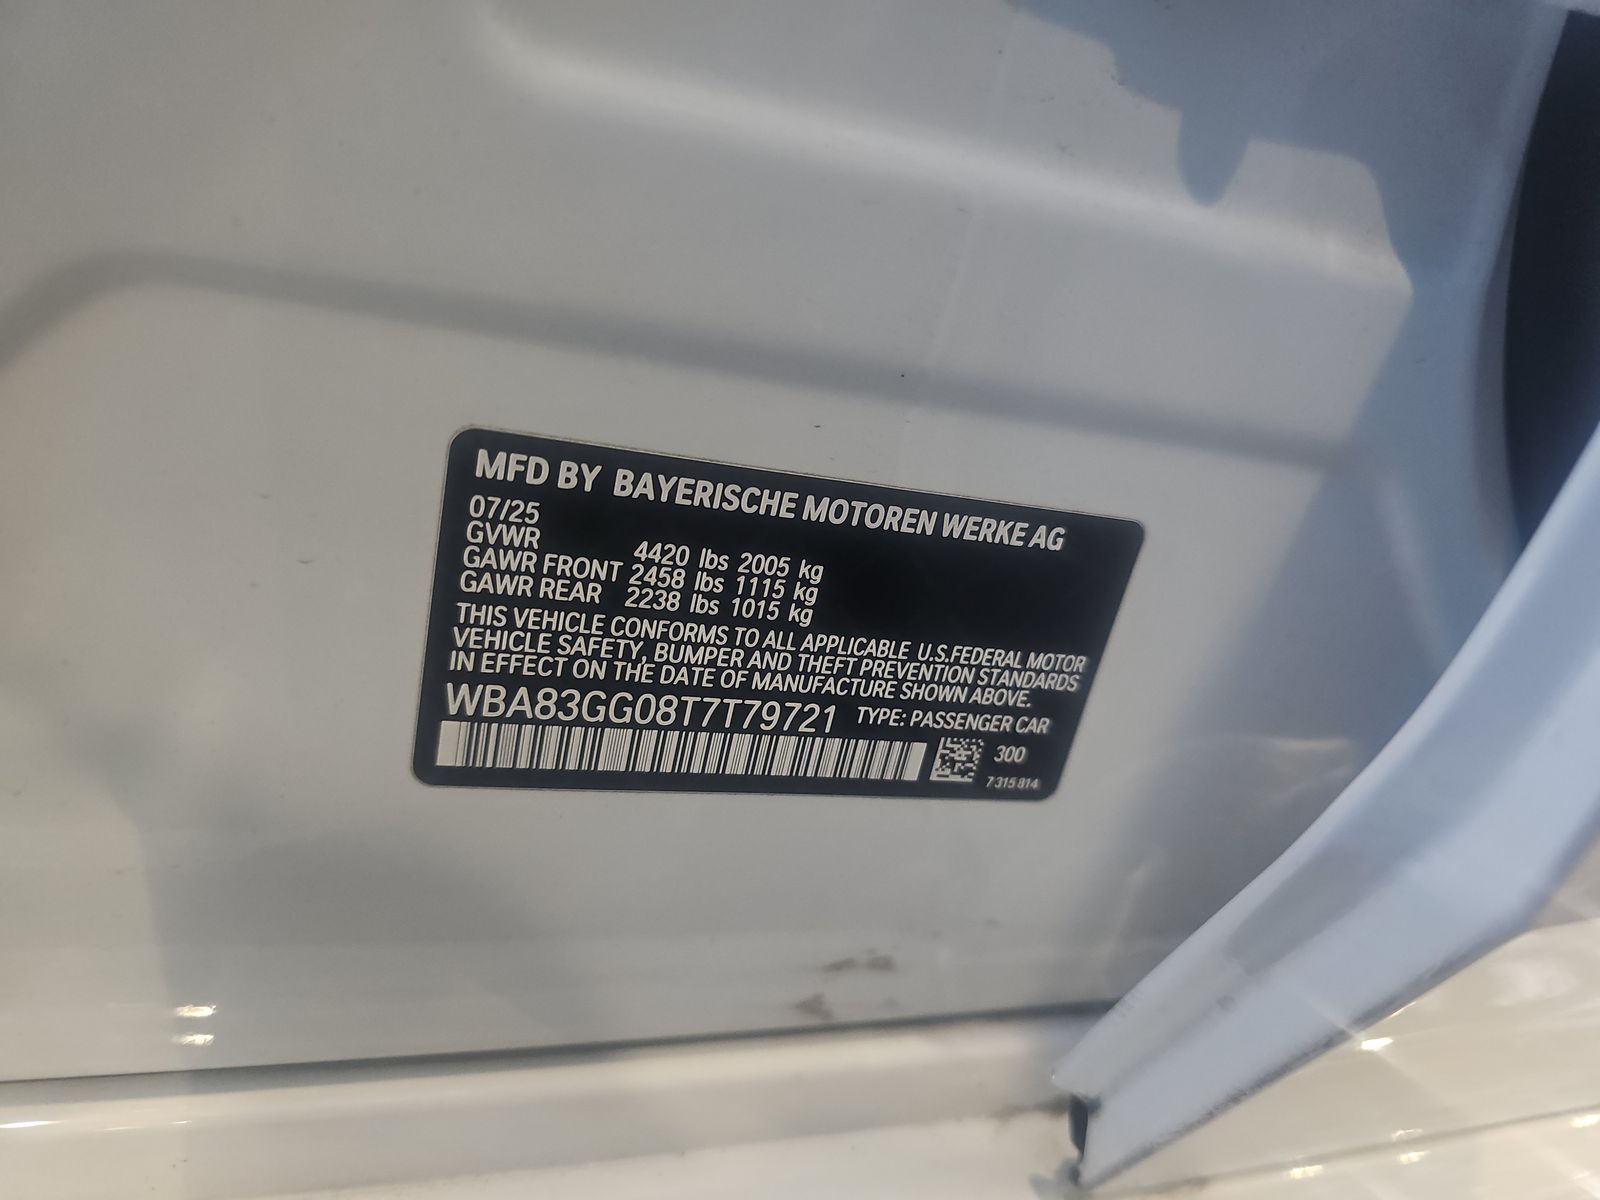 MFD BY BAYERISCHE MOTOREN WERKE AG
07/25
GVWR 4420 lbs 2005 kg
GAWR FRONT 2458 lbs 1115 kg
GAWR REAR 2238 lbs 1015 kg
THIS VEHICLE CONFORMS TO ALL APPLICABLE U.S.FEDERAL MOTOR
VEHICLE SAFETY, BUMPER AND THEFT PREVENTION STANDARDS
IN EFFECT ON THE DATE OF MANUFACTURE SHOWN ABOVE.
WBA83GG08T7T79721 TYPE: PASSENGER CAR
300
7 315 814